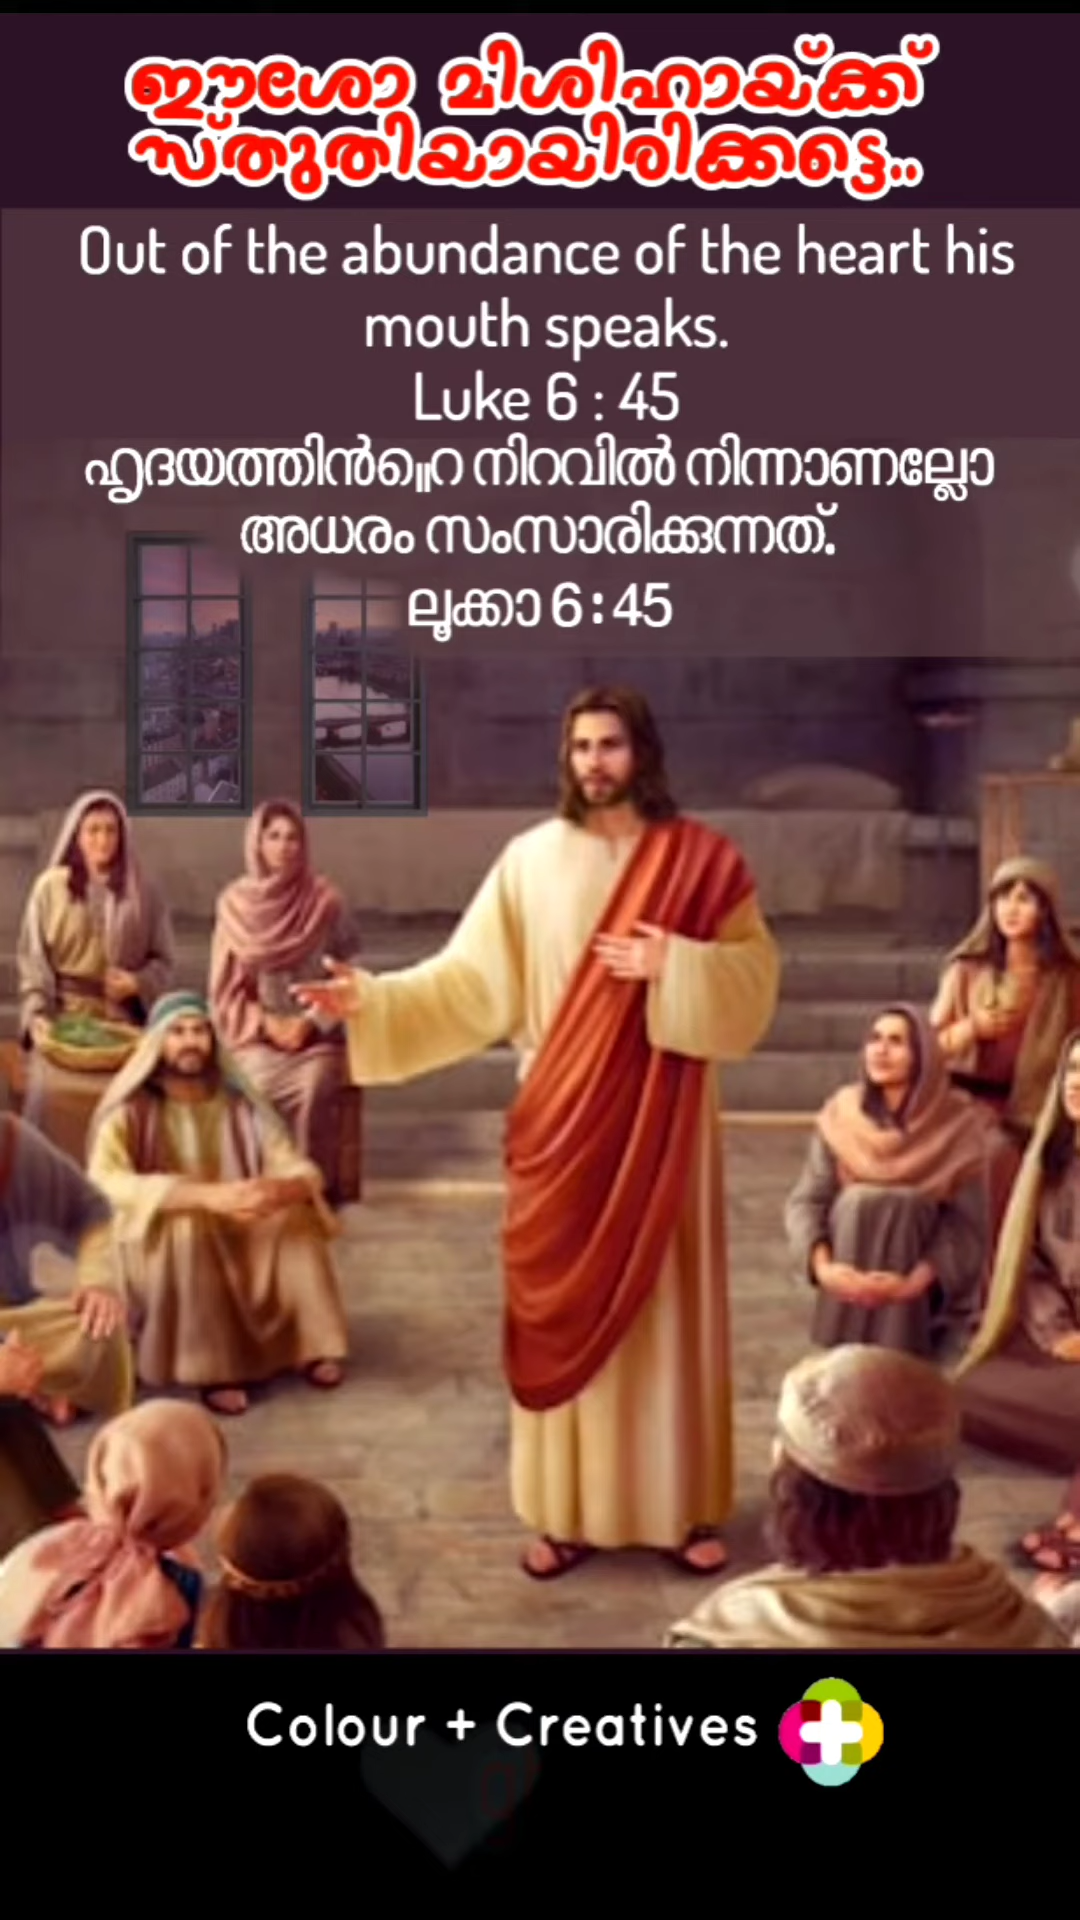 ഈശോ മിശിഹായ്ക്ക്
സ്തുതിയായിരിക്കട്ടെ..
Out of the abundance of the heart his
mouth speaks.
Luke 6 : 45
ഹൃദയത്തിൻെറ നിറവിൽ നിന്നാണല്ലോ
അധരം സംസാരിക്കുന്നത്.
ലൂക്കാ 6:45
Colour + Creatives